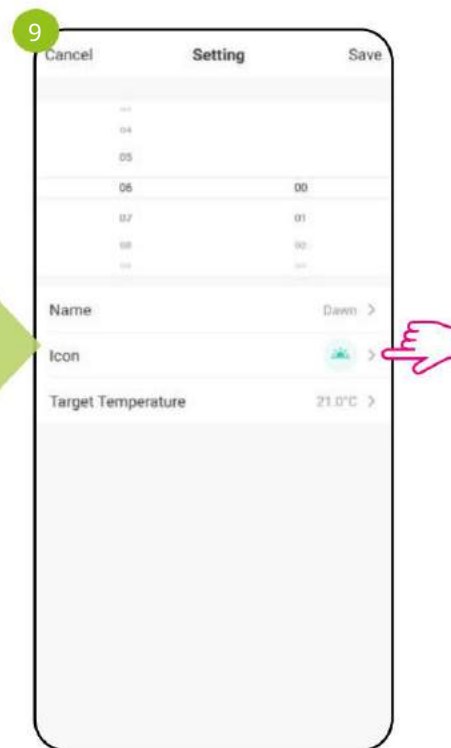 9
Cancel Setting Save
04
05
06 00
07 01
08 02
Name Dawn >
Icon >
Target Temperature 21.0°C >